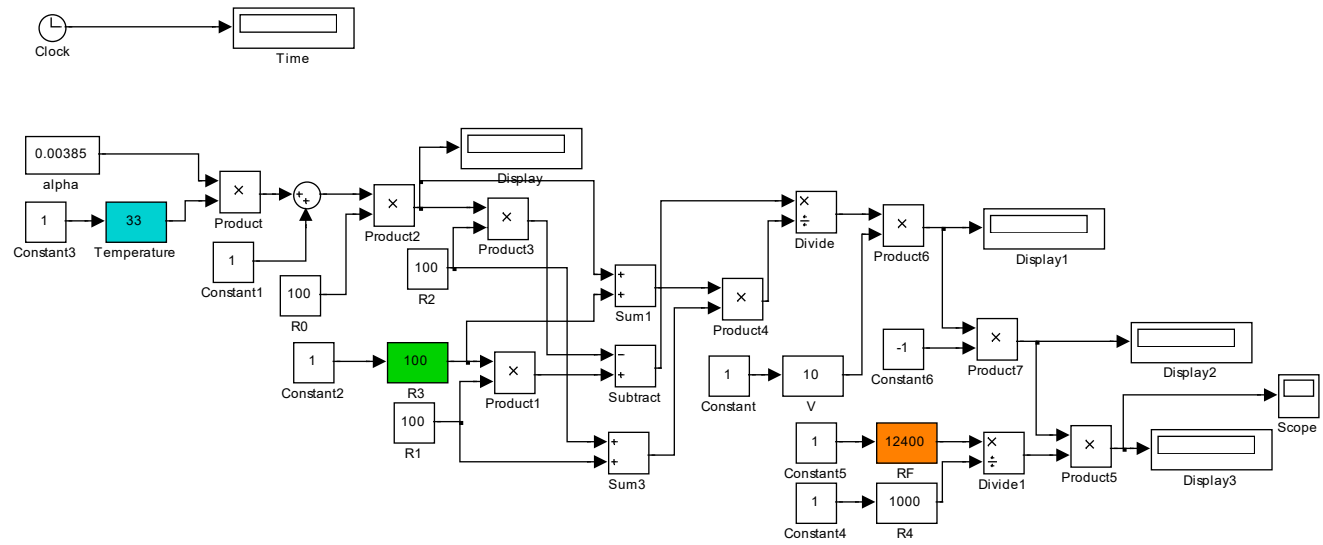 Clock
Time
0.00385
alpha
1
Constant3
33
Temperature
×
Product
+
+
1
Constant1
100
R0
×
Product2
Display
×
Product3
100
R2
1
Constant2
100
R3
100
R1
×
Product1
+
+
Sum1
−
+
Subtract
+
+
Sum3
×
Product4
×
÷
Divide
1
Constant
10
V
×
Product6
Display1
-1
Constant6
×
Product7
Display2
1
Constant5
12400
RF
1
Constant4
1000
R4
×
÷
Divide1
×
Product5
Scope
Display3